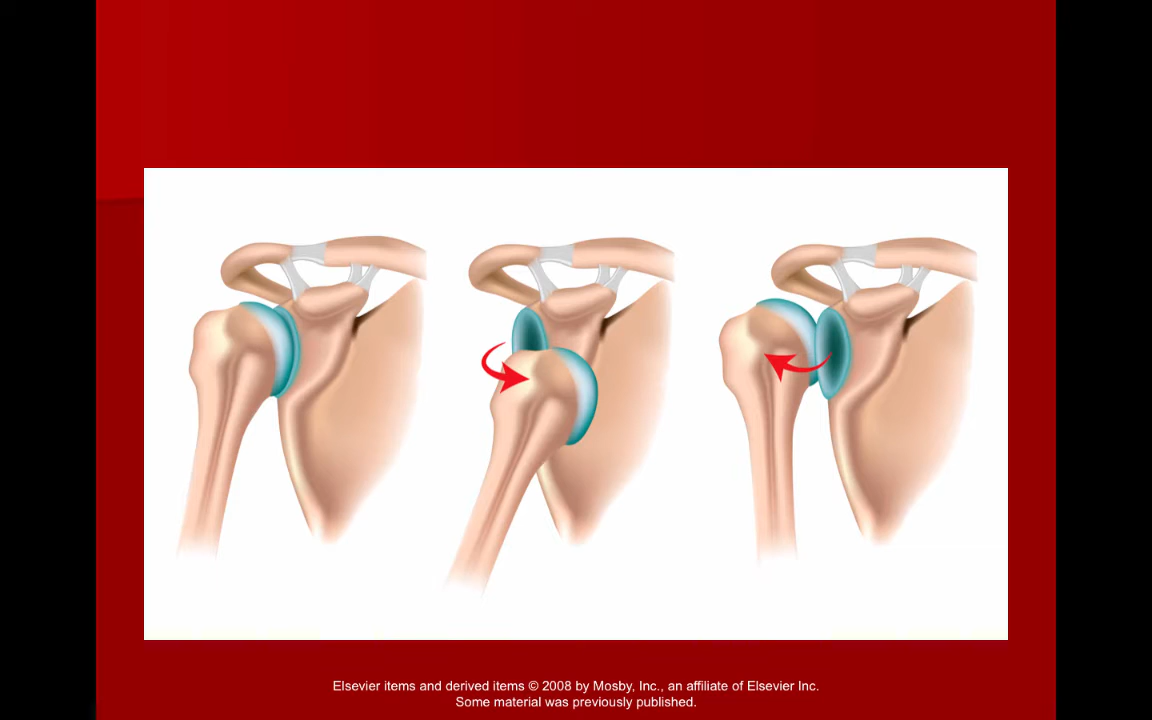 Elsevier items and derived items © 2008 by Mosby, Inc., an affiliate of Elsevier Inc.
Some material was previously published.